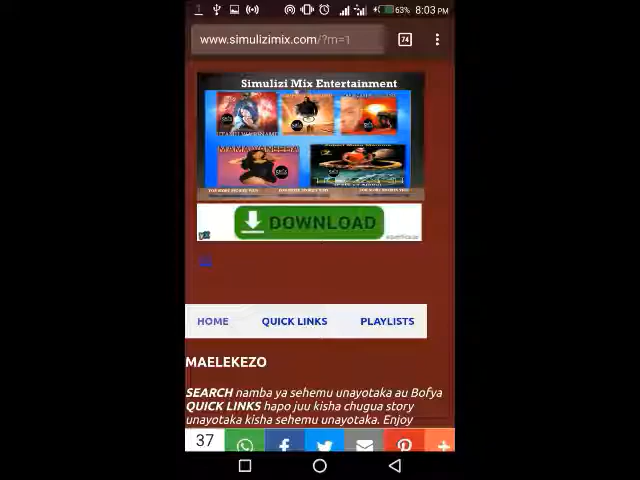 63% 8:03 PM
www.simulizimix.com/?m=1
74
Simulizi Mix Entertainment
DOWNLOAD
HOME QUICK LINKS PLAYLISTS
MAELEKEZO
SEARCH namba ya sehemu unayotaka au Bofya
QUICK LINKS hapo juu kisha chugua story
unayotaka kisha sehemu unayotaka. Enjoy
37